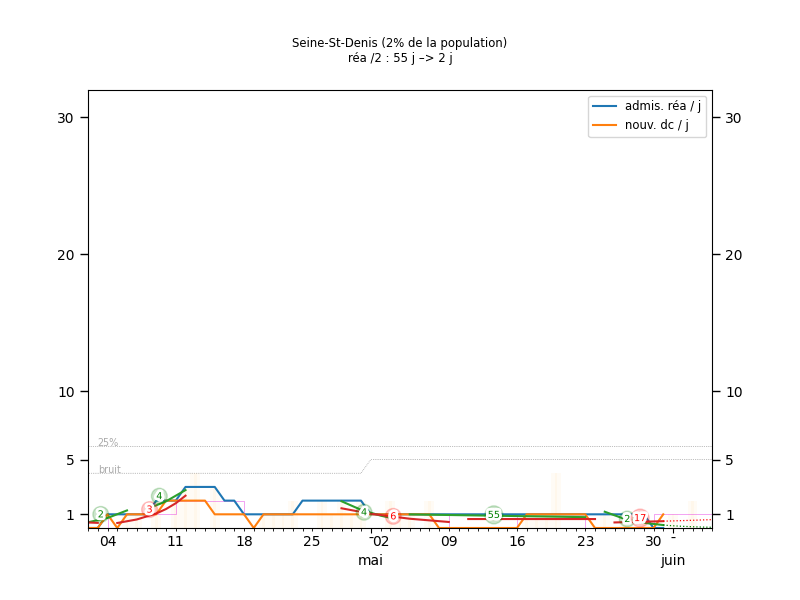 Seine-St-Denis (2% de la population)
réa /2 : 55 j –> 2 j
admis. réa / j
nouv. dc / j
30 30
20 20
10 10
5 5
1 1
25%
bruit
2 3 4 4 6 55 2 17
04 11 18 25 02 09 16 23 30
mai juin